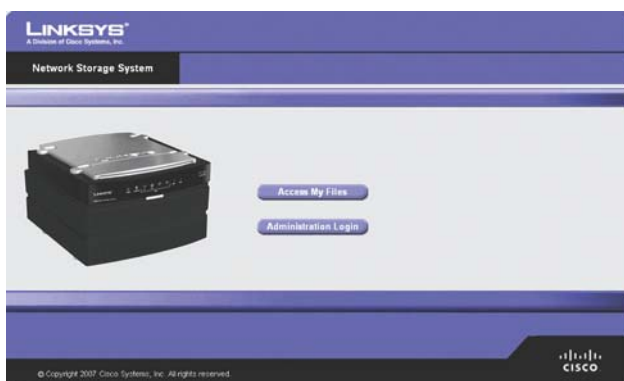 LINKSYS®
A Division of Cisco Systems, Inc.
Network Storage System
Access My Files
Administration Login
© Copyright 2007 Cisco Systems, Inc. All rights reserved.
CISCO